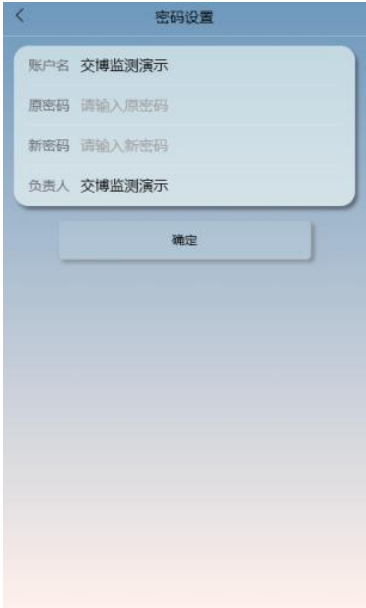 密码设置
账户名 交博监测演示
原密码 请输入原密码
新密码 请输入新密码
负责人 交博监测演示
确定